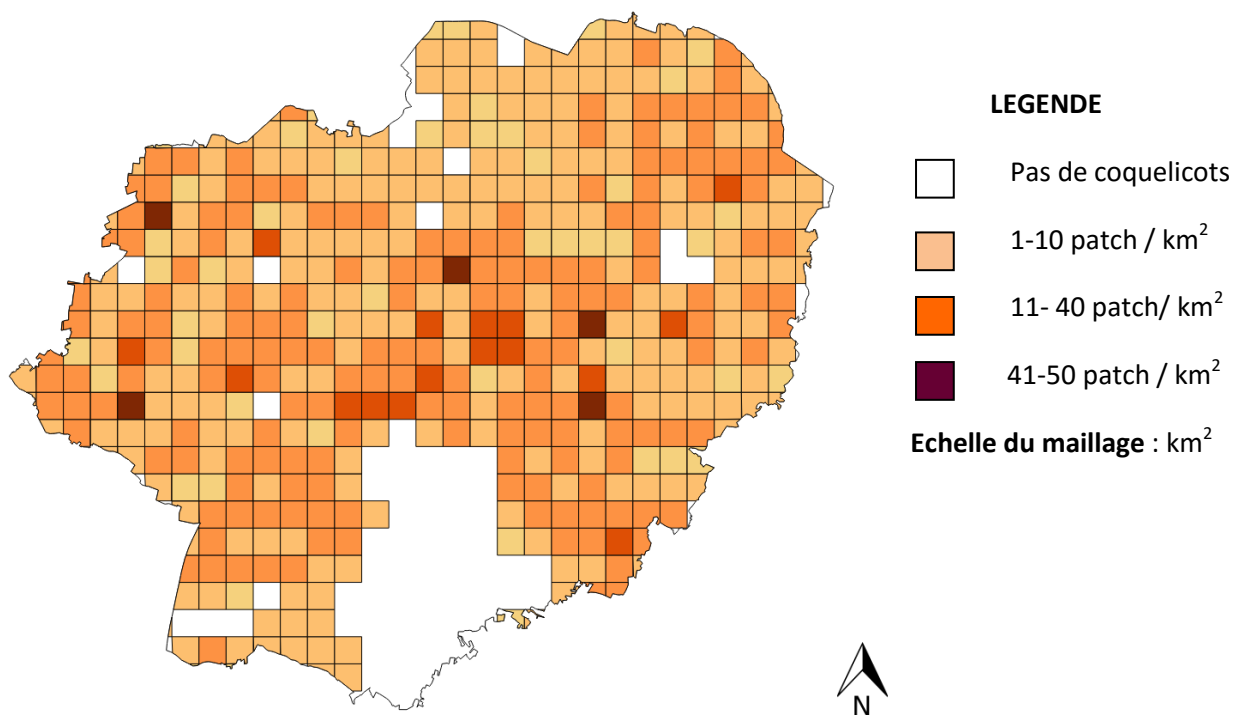 LEGENDE
Pas de coquelicots
1-10 patch / km²
11- 40 patch/ km²
41-50 patch / km²
Echelle du maillage : km²
N